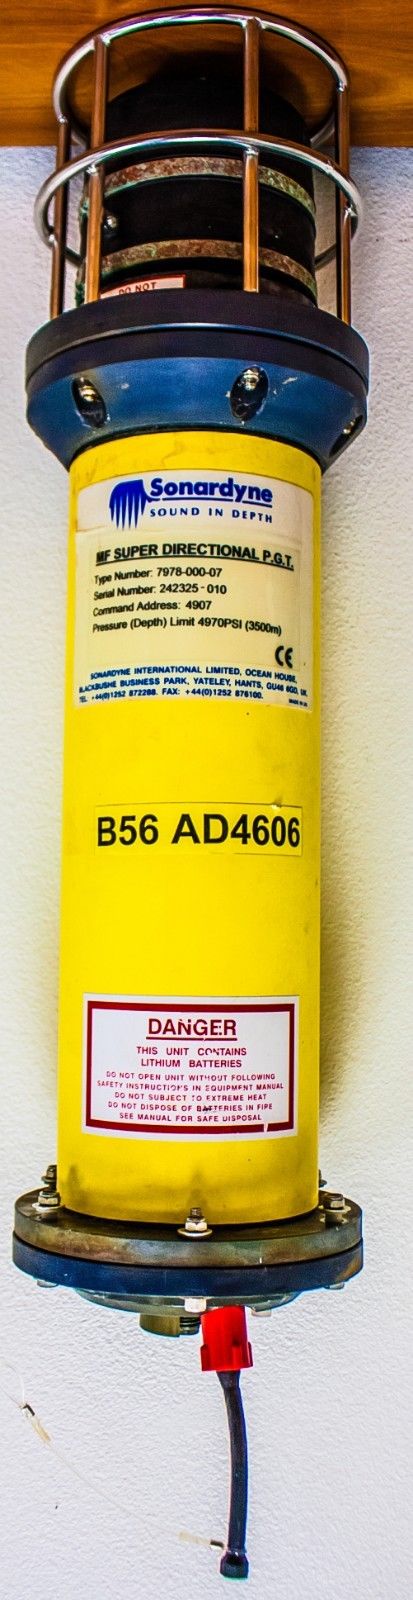 DO NOT
Sonardyne
SOUND IN DEPTH
MF SUPER DIRECTIONAL P.G.T.
Type Number: 7978-000-07
Serial Number: 242325-010
Command Address: 4907
Pressure (Depth) Limit 4970PSI (3500m)
CE
SONARDYNE INTERNATIONAL LIMITED, OCEAN HOUSE,
BLACKBUSHE BUSINESS PARK, YATELEY, HANTS, GU46 6GD, UK.
TEL. +44(0)1252 872288. FAX: +44(0)1252 876100.
MADE IN UK
B56 AD4606
DANGER
THIS UNIT CONTAINS
LITHIUM BATTERIES
DO NOT OPEN UNIT WITHOUT FOLLOWING
SAFETY INSTRUCTIONS IN EQUIPMENT MANUAL
DO NOT SUBJECT TO EXTREME HEAT
DO NOT DISPOSE OF BATTERIES IN FIRE
SEE MANUAL FOR SAFE DISPOSAL